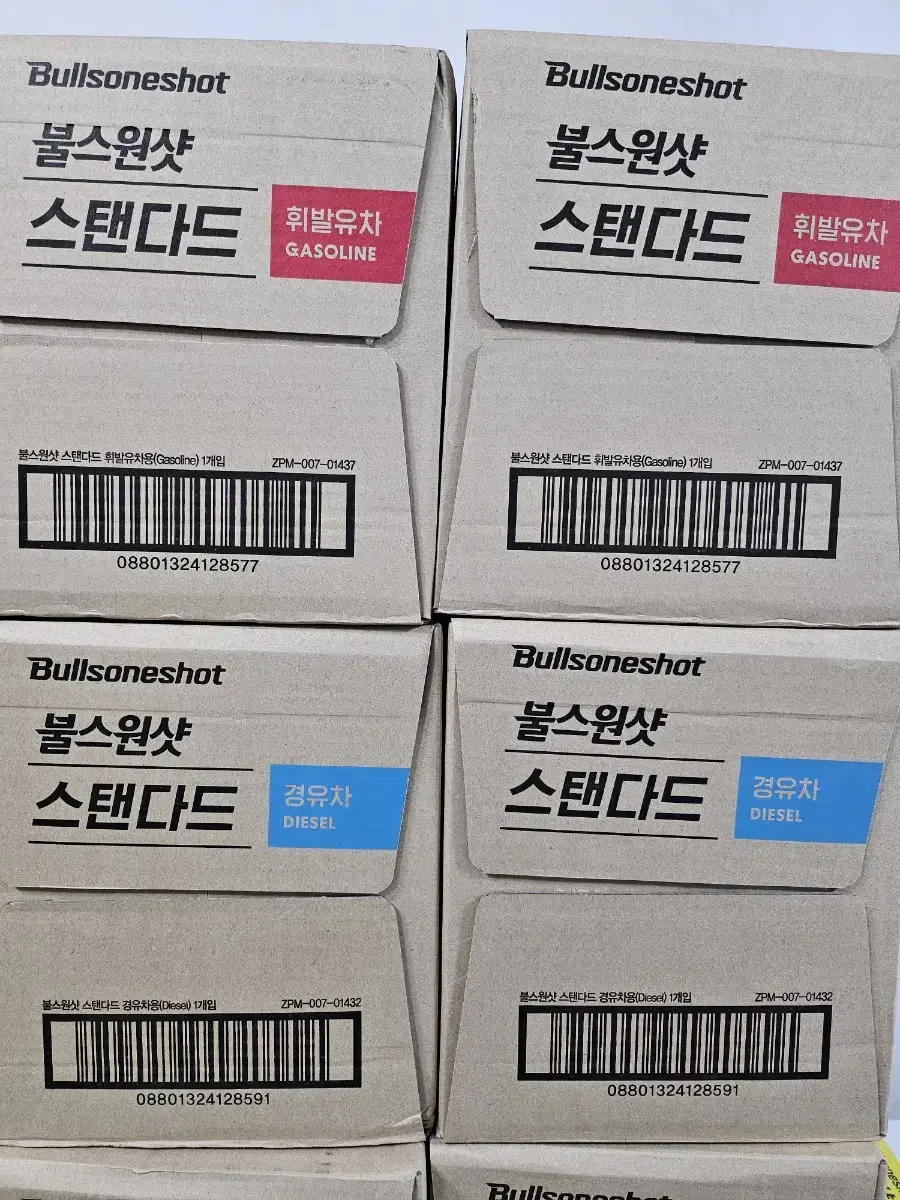 Bullsoneshot
불스원샷
스탠다드
휘발유차
GASOLINE
불스원샷 스탠다드 휘발유차용(Gasoline) 1개입 ZPM-007-01437
08801324128577
Bullsoneshot
불스원샷
스탠다드
휘발유차
GASOLINE
불스원샷 스탠다드 휘발유차용(Gasoline) 1개입 ZPM-007-01437
08801324128577
Bullsoneshot
불스원샷
스탠다드
경유차
DIESEL
불스원샷 스탠다드 경유차용(Diesel) 1개입 ZPM-007-01432
08801324128591
Bullsoneshot
불스원샷
스탠다드
경유차
DIESEL
불스원샷 스탠다드 경유차용(Diesel) 1개입 ZPM-007-01432
08801324128591
Bullsoneshot